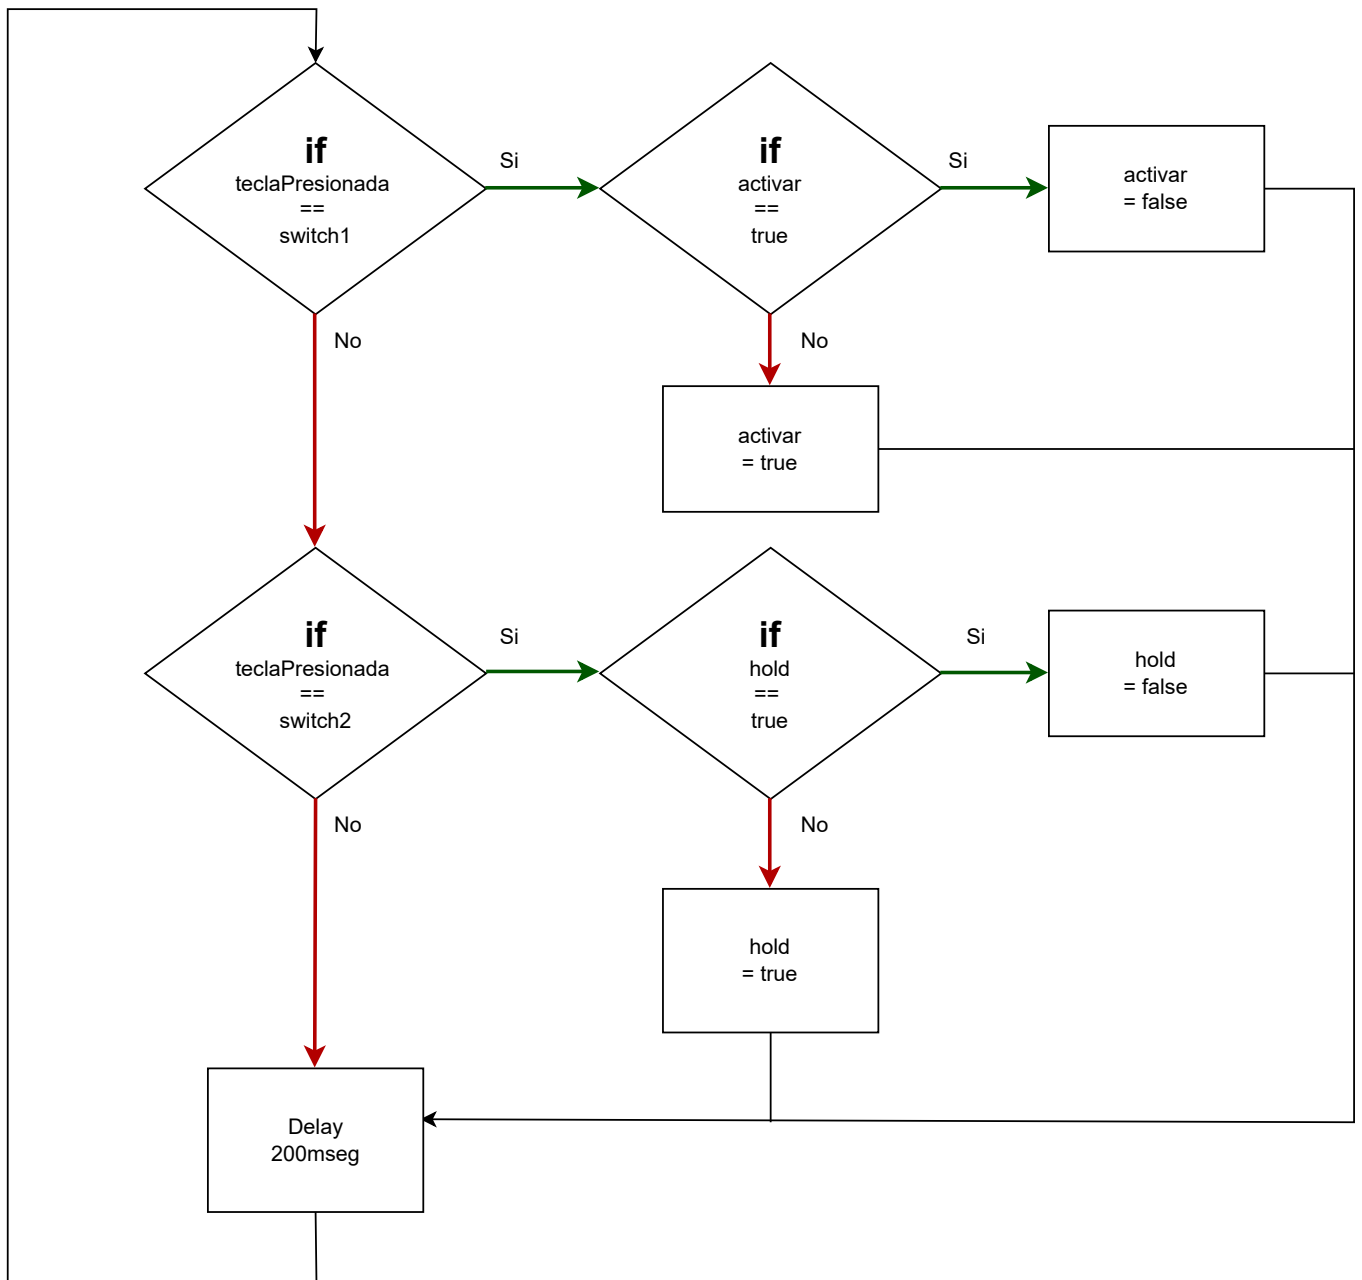 if
teclaPresionada
==
switch1
Si
if
activar
==
true
Si
activar
= false
No
No
activar
= true
if
teclaPresionada
==
switch2
Si
if
hold
==
true
Si
hold
= false
No
No
hold
= true
Delay
200mseg